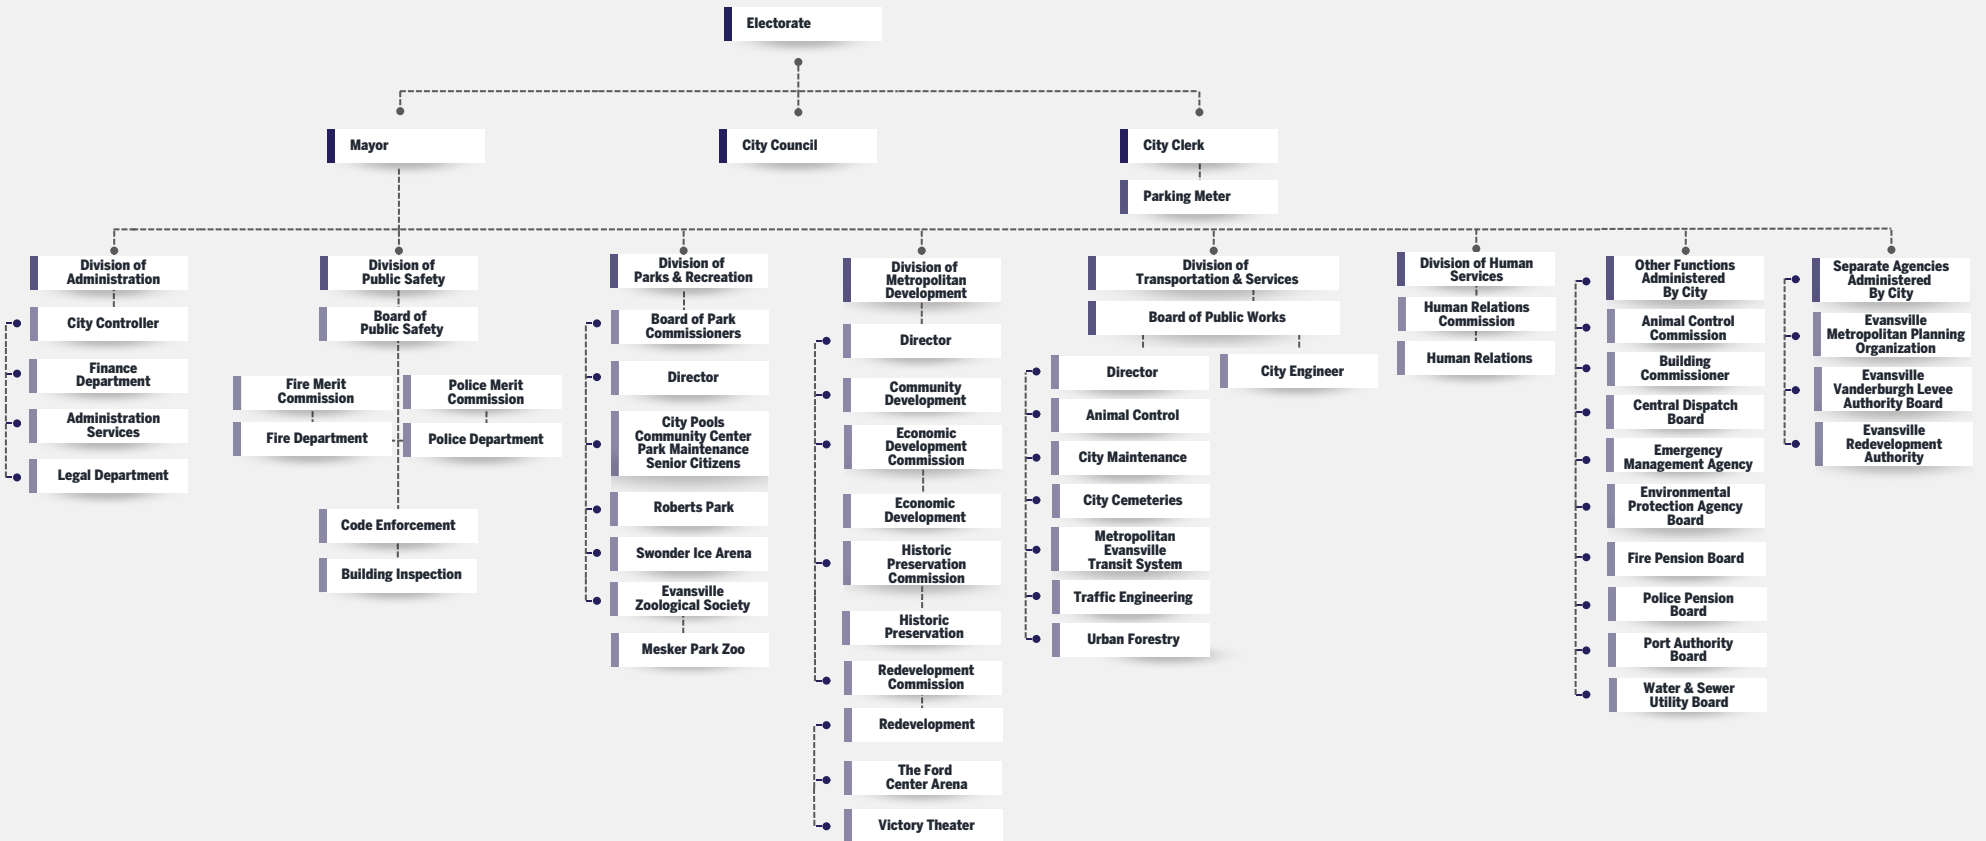 Electorate
Mayor
City Council
City Clerk
Parking Meter
Division of
Administration
City Controller
Finance
Department
Administration
Services
Legal Department
Division of
Public Safety
Board of
Public Safety
Fire Merit
Commission
Police Merit
Commission
Fire Department
Police Department
Code Enforcement
Building Inspection
Division of
Parks & Recreation
Board of Park
Commissioners
Director
City Pools
Community Center
Park Maintenance
Senior Citizens
Roberts Park
Swonder Ice Arena
Evansville
Zoological Society
Mesker Park Zoo
Division of
Metropolitan
Development
Director
Community
Development
Economic
Development
Commission
Economic
Development
Historic
Preservation
Commission
Historic
Preservation
Redevelopment
Commission
Redevelopment
The Ford
Center Arena
Victory Theater
Division of
Transportation & Services
Board of Public Works
Director
City Engineer
Animal Control
City Maintenance
City Cemeteries
Metropolitan
Evansville
Transit System
Traffic Engineering
Urban Forestry
Division of Human
Services
Human Relations
Commission
Human Relations
Other Functions
Administered
By City
Animal Control
Commission
Building
Commissioner
Central Dispatch
Board
Emergency
Management Agency
Environmental
Protection Agency
Board
Fire Pension Board
Police Pension
Board
Port Authority
Board
Water & Sewer
Utility Board
Separate Agencies
Administered
By City
Evansville
Metropolitan Planning
Organization
Evansville
Vanderburgh Levee
Authority Board
Evansville
Redevelopment
Authority